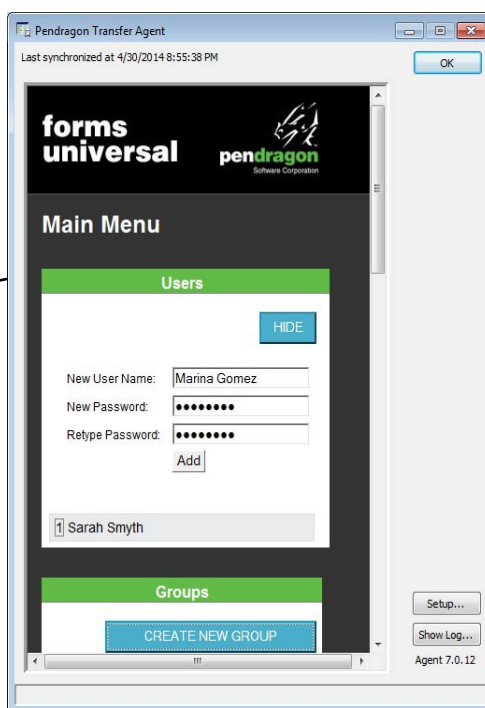 Pendragon Transfer Agent
Last synchronized at 4/30/2014 8:55:38 PM
OK
forms
universal
pendragon
Software Corporation
Main Menu
Users
HIDE
New User Name: Marina Gomez
New Password: ●●●●●●●●
Retype Password: ●●●●●●●●
Add
1 Sarah Smyth
Groups
CREATE NEW GROUP
Setup...
Show Log...
Agent 7.0.12